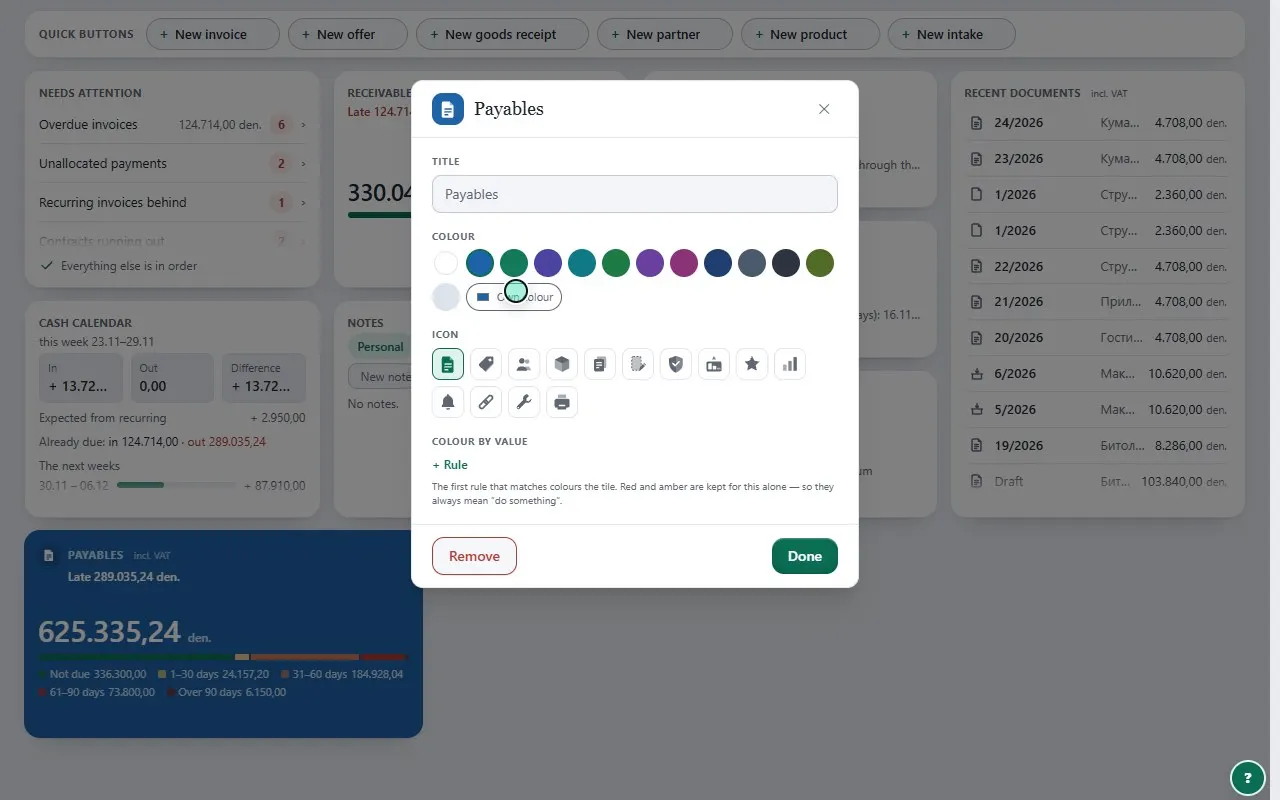 QUICK BUTTONS
+ New invoice
+ New offer
+ New goods receipt
+ New partner
+ New product
+ New intake
NEEDS ATTENTION
Overdue invoices 124.714,00 den. 6
Unallocated payments 2
Recurring invoices behind 1
Contracts running out
Everything else is in order
RECEIVABLE
Late 124.71
330.04
Payables
TITLE
Payables
COLOUR
ICON
COLOUR BY VALUE
+ Rule
The first rule that matches colours the tile. Red and amber are kept for this alone — so they
always mean "do something".
Remove
Done
hrough th...
ays): 16.11...
um
RECENT DOCUMENTS incl. VAT
24/2026 Кума... 4.708,00 den.
23/2026 Кума... 4.708,00 den.
1/2026 Стру... 2.360,00 den.
1/2026 Стру... 2.360,00 den.
22/2026 Стру... 4.708,00 den.
21/2026 Прил... 4.708,00 den.
20/2026 Гости... 4.708,00 den.
6/2026 Мак... 10.620,00 den.
5/2026 Мак... 10.620,00 den.
19/2026 Битол... 8.286,00 den.
Draft Бит... 103.840,00 den.
CASH CALENDAR
this week 23.11–29.11
In
+ 13.72...
Out
0,00
Difference
+ 13.72...
Expected from recurring + 2.950,00
Already due: in 124.714,00 · out 289.035,24
The next weeks
30.11 – 06.12 + 87.910,00
NOTES
Personal
New note
No notes.
PAYABLES incl. VAT
Late 289.035,24 den.
625.335,24 den.
Not due 336.300,00 1–30 days 24.157,20 31–60 days 184.928,04
61–90 days 73.800,00 Over 90 days 6.150,00
?